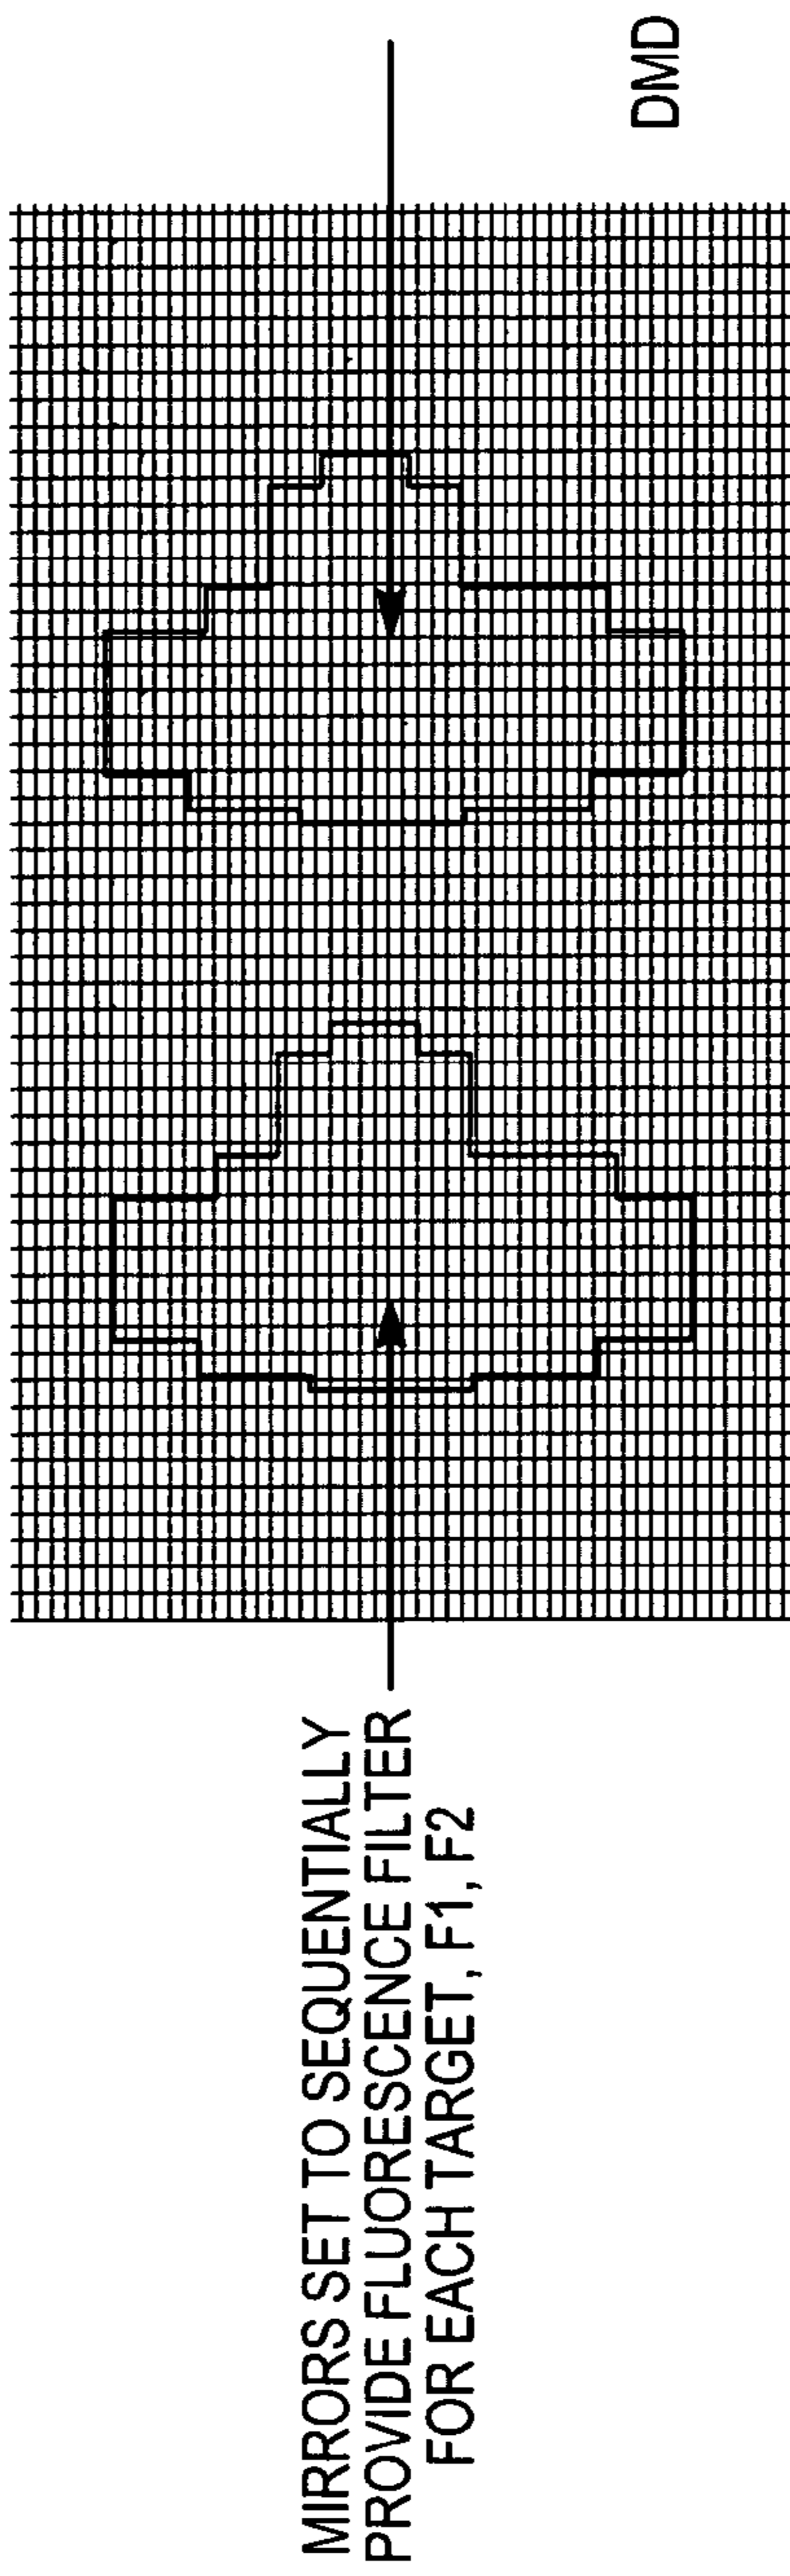 MIRRORS SET TO SEQUENTIALLY
PROVIDE FLUORESCENCE FILTER
FOR EACH TARGET, F1, F2
DMD